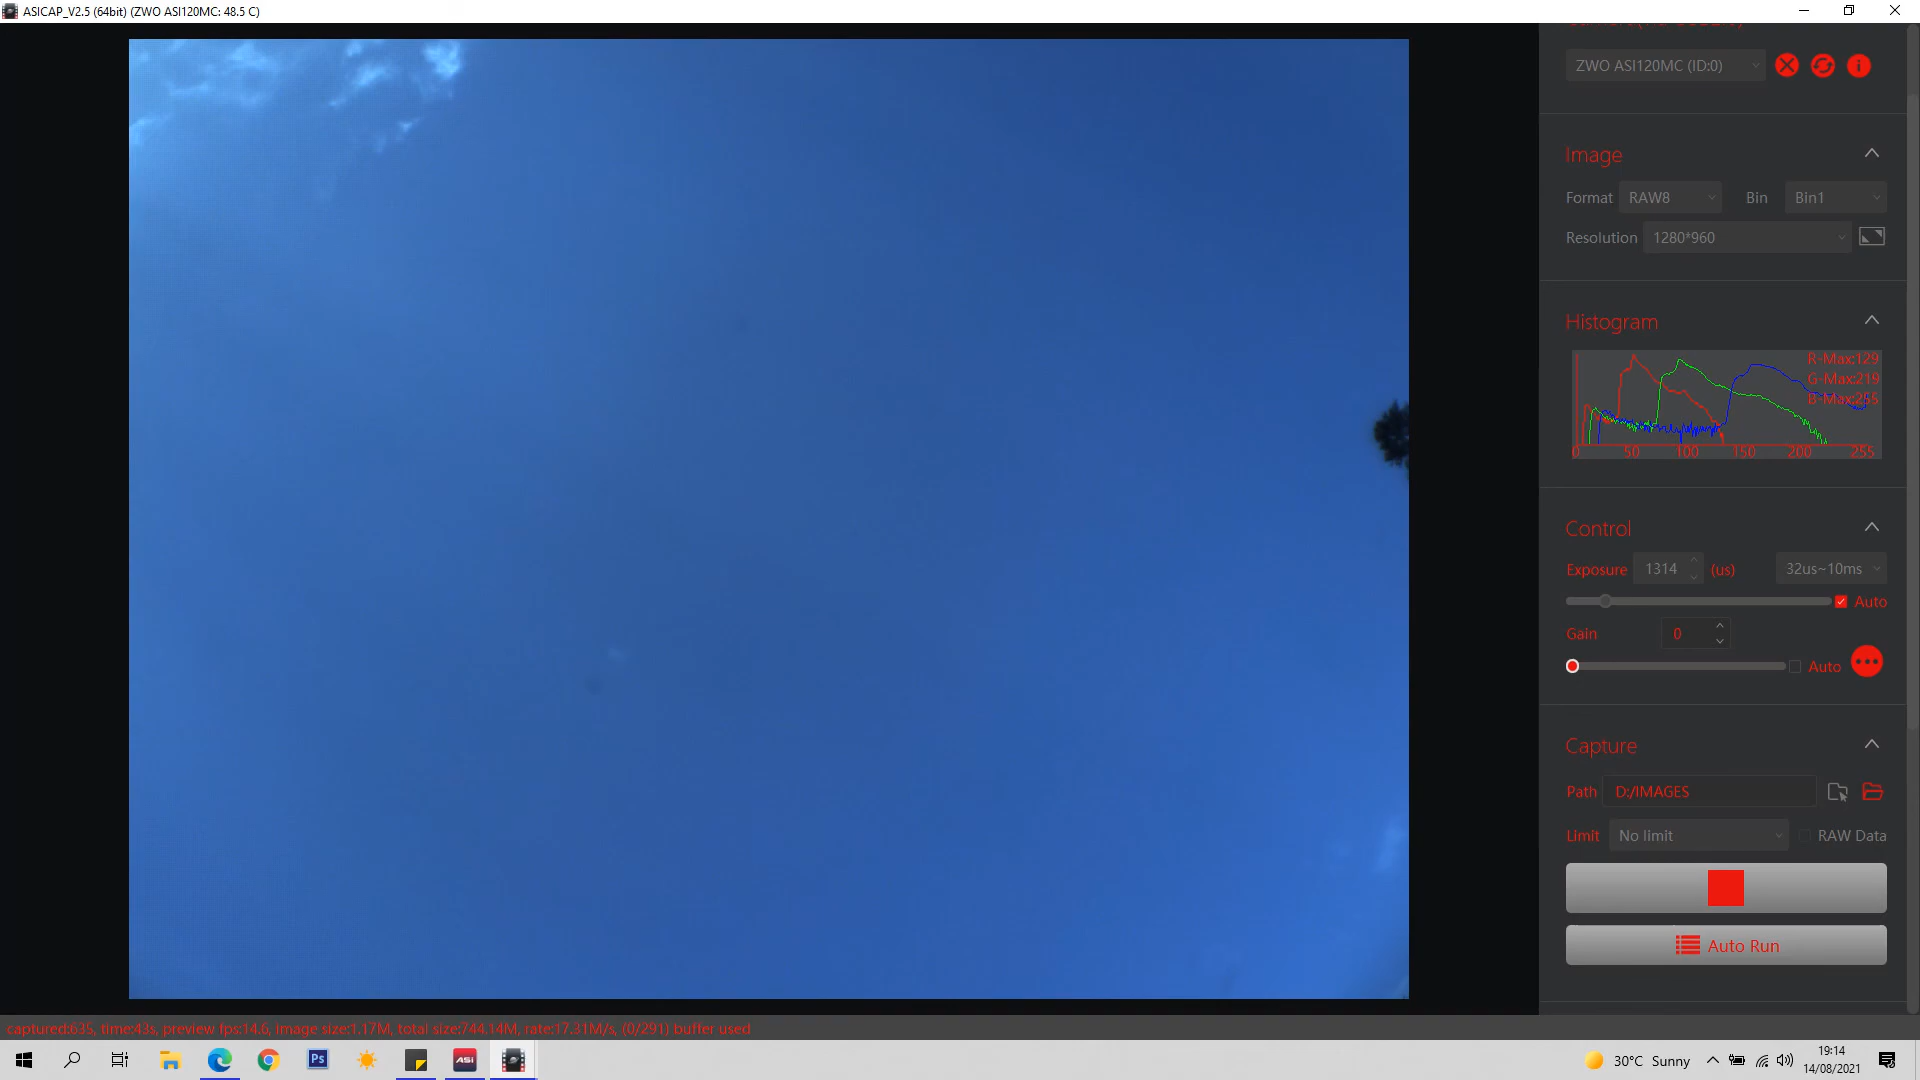 ASICAP_V2.5 (64bit) (ZWO ASI120MC: 48.5 C)
ZWO ASI120MC (ID:0)
Image
Format RAW8 Bin Bin1
Resolution 1280*960
Histogram
R-Max:129
G-Max:219
B-Max:255
0 50 100 150 200 255
Control
Exposure 1314 (us) 32us~10ms
Auto
Gain 0
Auto
Capture
Path D:/IMAGES
Limit No limit RAW Data
Auto Run
captured:635, time:43s, preview fps:14.6, image size:1.17M, total size:744.14M, rate:17.31M/s, (0/291) buffer used
Ps
ASI
30°C Sunny
19:14
14/08/2021